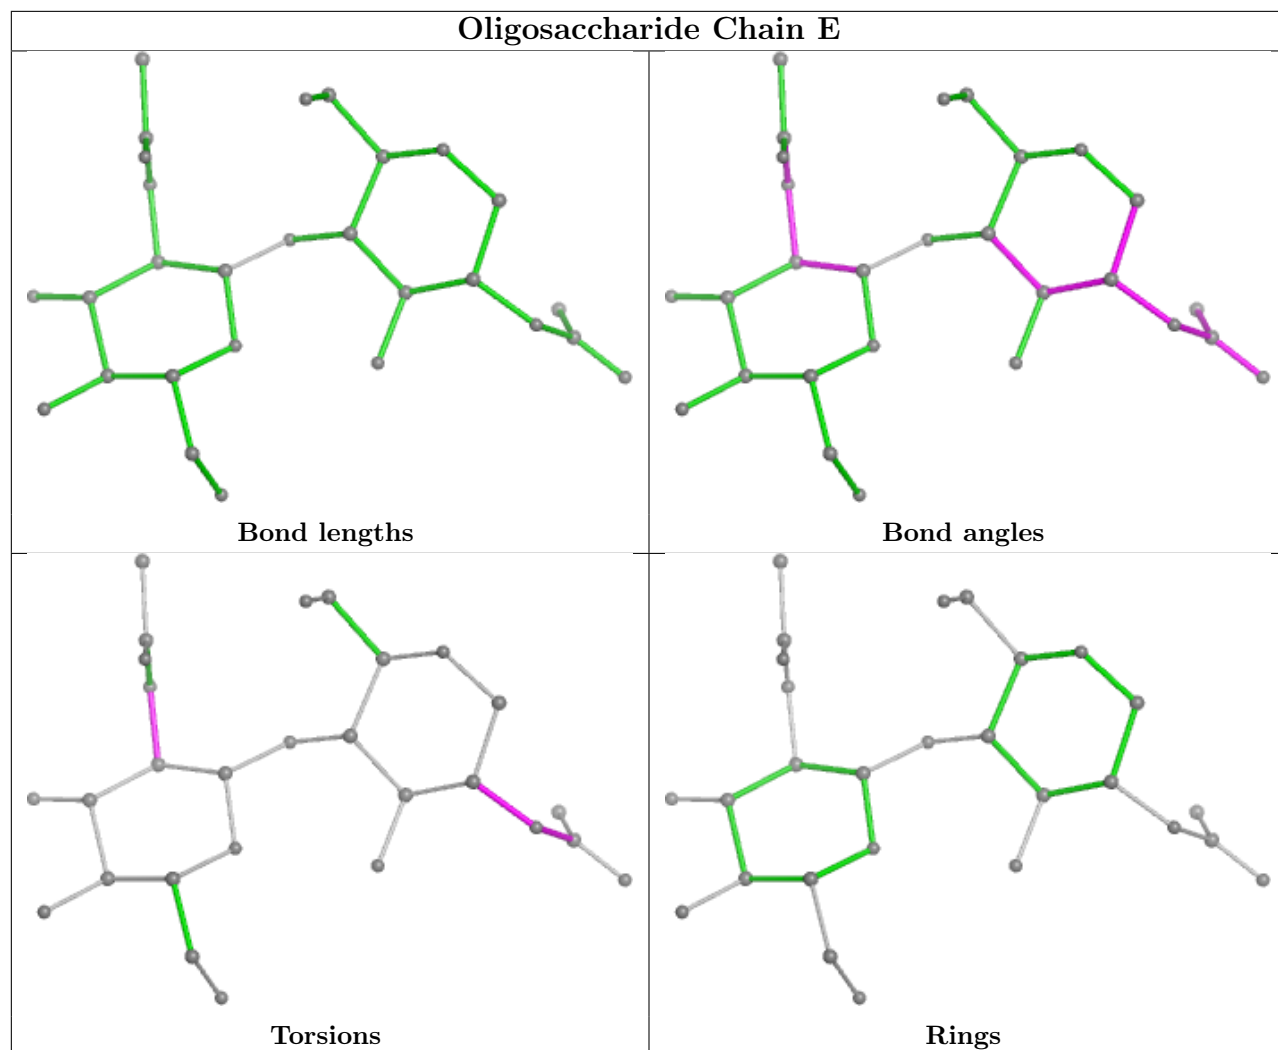 Oligosaccharide Chain E
Bond lengths
Bond angles
Torsions
Rings